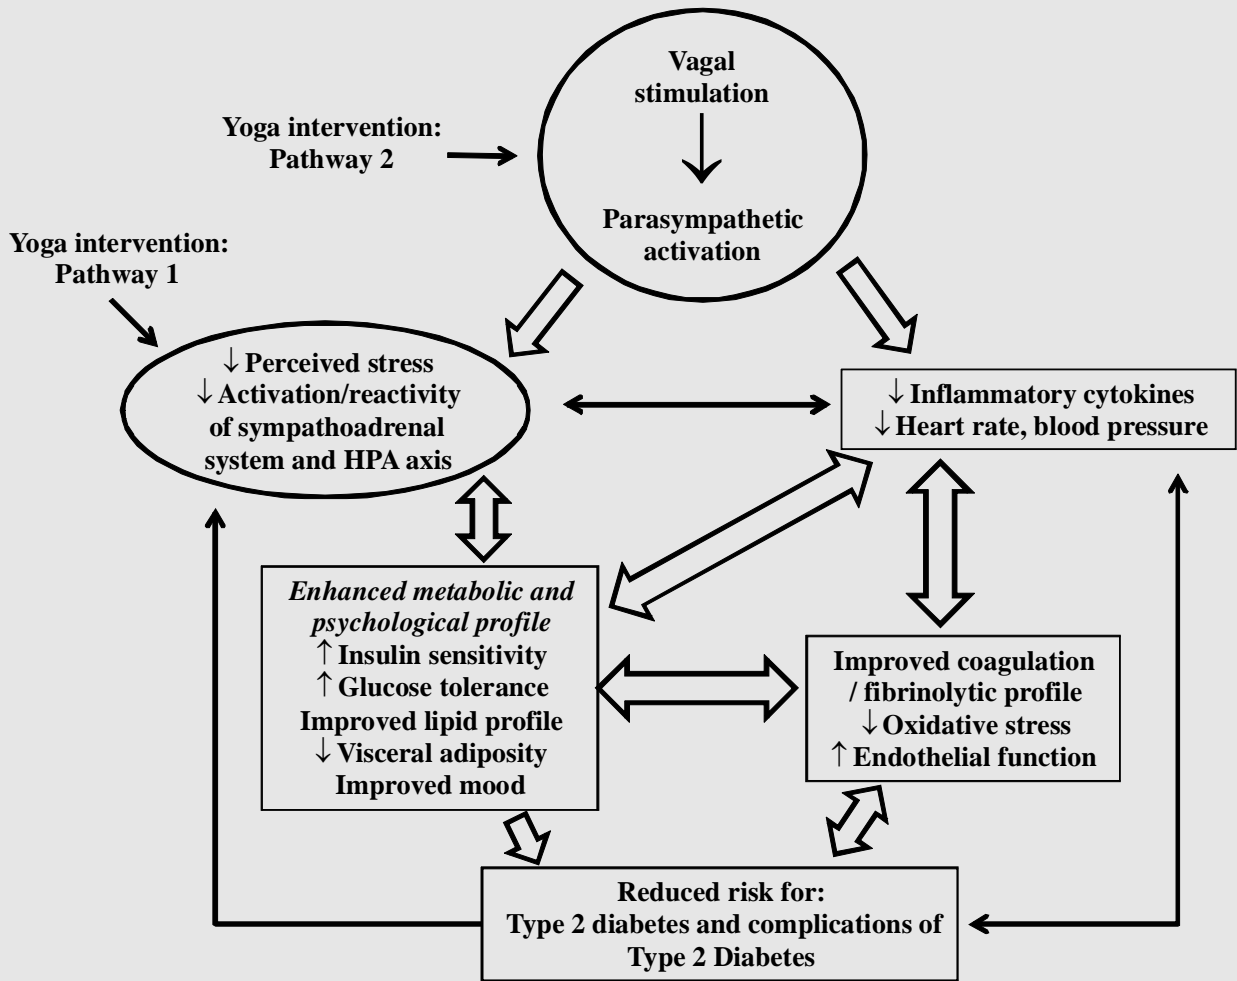 Vagal
stimulation
Parasympathetic
activation
Yoga intervention:
Pathway 2
Yoga intervention:
Pathway 1
↓ Perceived stress
↓ Activation/reactivity
of sympathoadrenal
system and HPA axis
↓ Inflammatory cytokines
↓ Heart rate, blood pressure
Enhanced metabolic and
psychological profile
↑ Insulin sensitivity
↑ Glucose tolerance
Improved lipid profile
↓ Visceral adiposity
Improved mood
Improved coagulation
/ fibrinolytic profile
↓ Oxidative stress
↑ Endothelial function
Reduced risk for:
Type 2 diabetes and complications of
Type 2 Diabetes